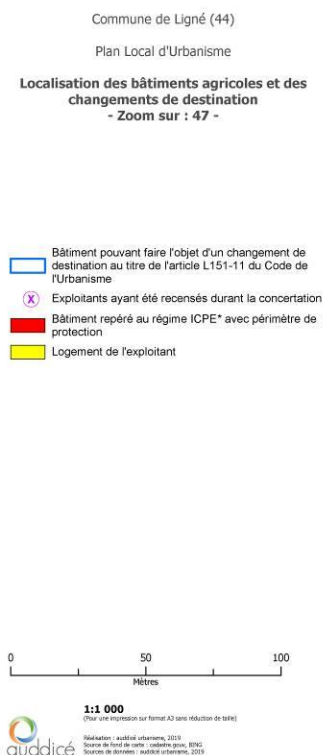 Commune de Ligné (44)
Plan Local d'Urbanisme
Localisation des bâtiments agricoles et des
changements de destination
- Zoom sur : 47 -
Bâtiment pouvant faire l'objet d'un changement de
destination au titre de l'article L151-11 du Code de
l'Urbanisme
X Exploitants ayant été recensés durant la concertation
Bâtiment repéré au régime ICPE* avec périmètre de
protection
Logement de l'exploitant
0 50 100
Mètres
1:1 000
(Pour une impression sur format A3 sans réduction de taille)
Réalisation : auddicé urbanisme, 2019
Source de fond de carte : cadastre.gouv, BING
Sources de données : auddicé urbanisme, 2019
auddicé